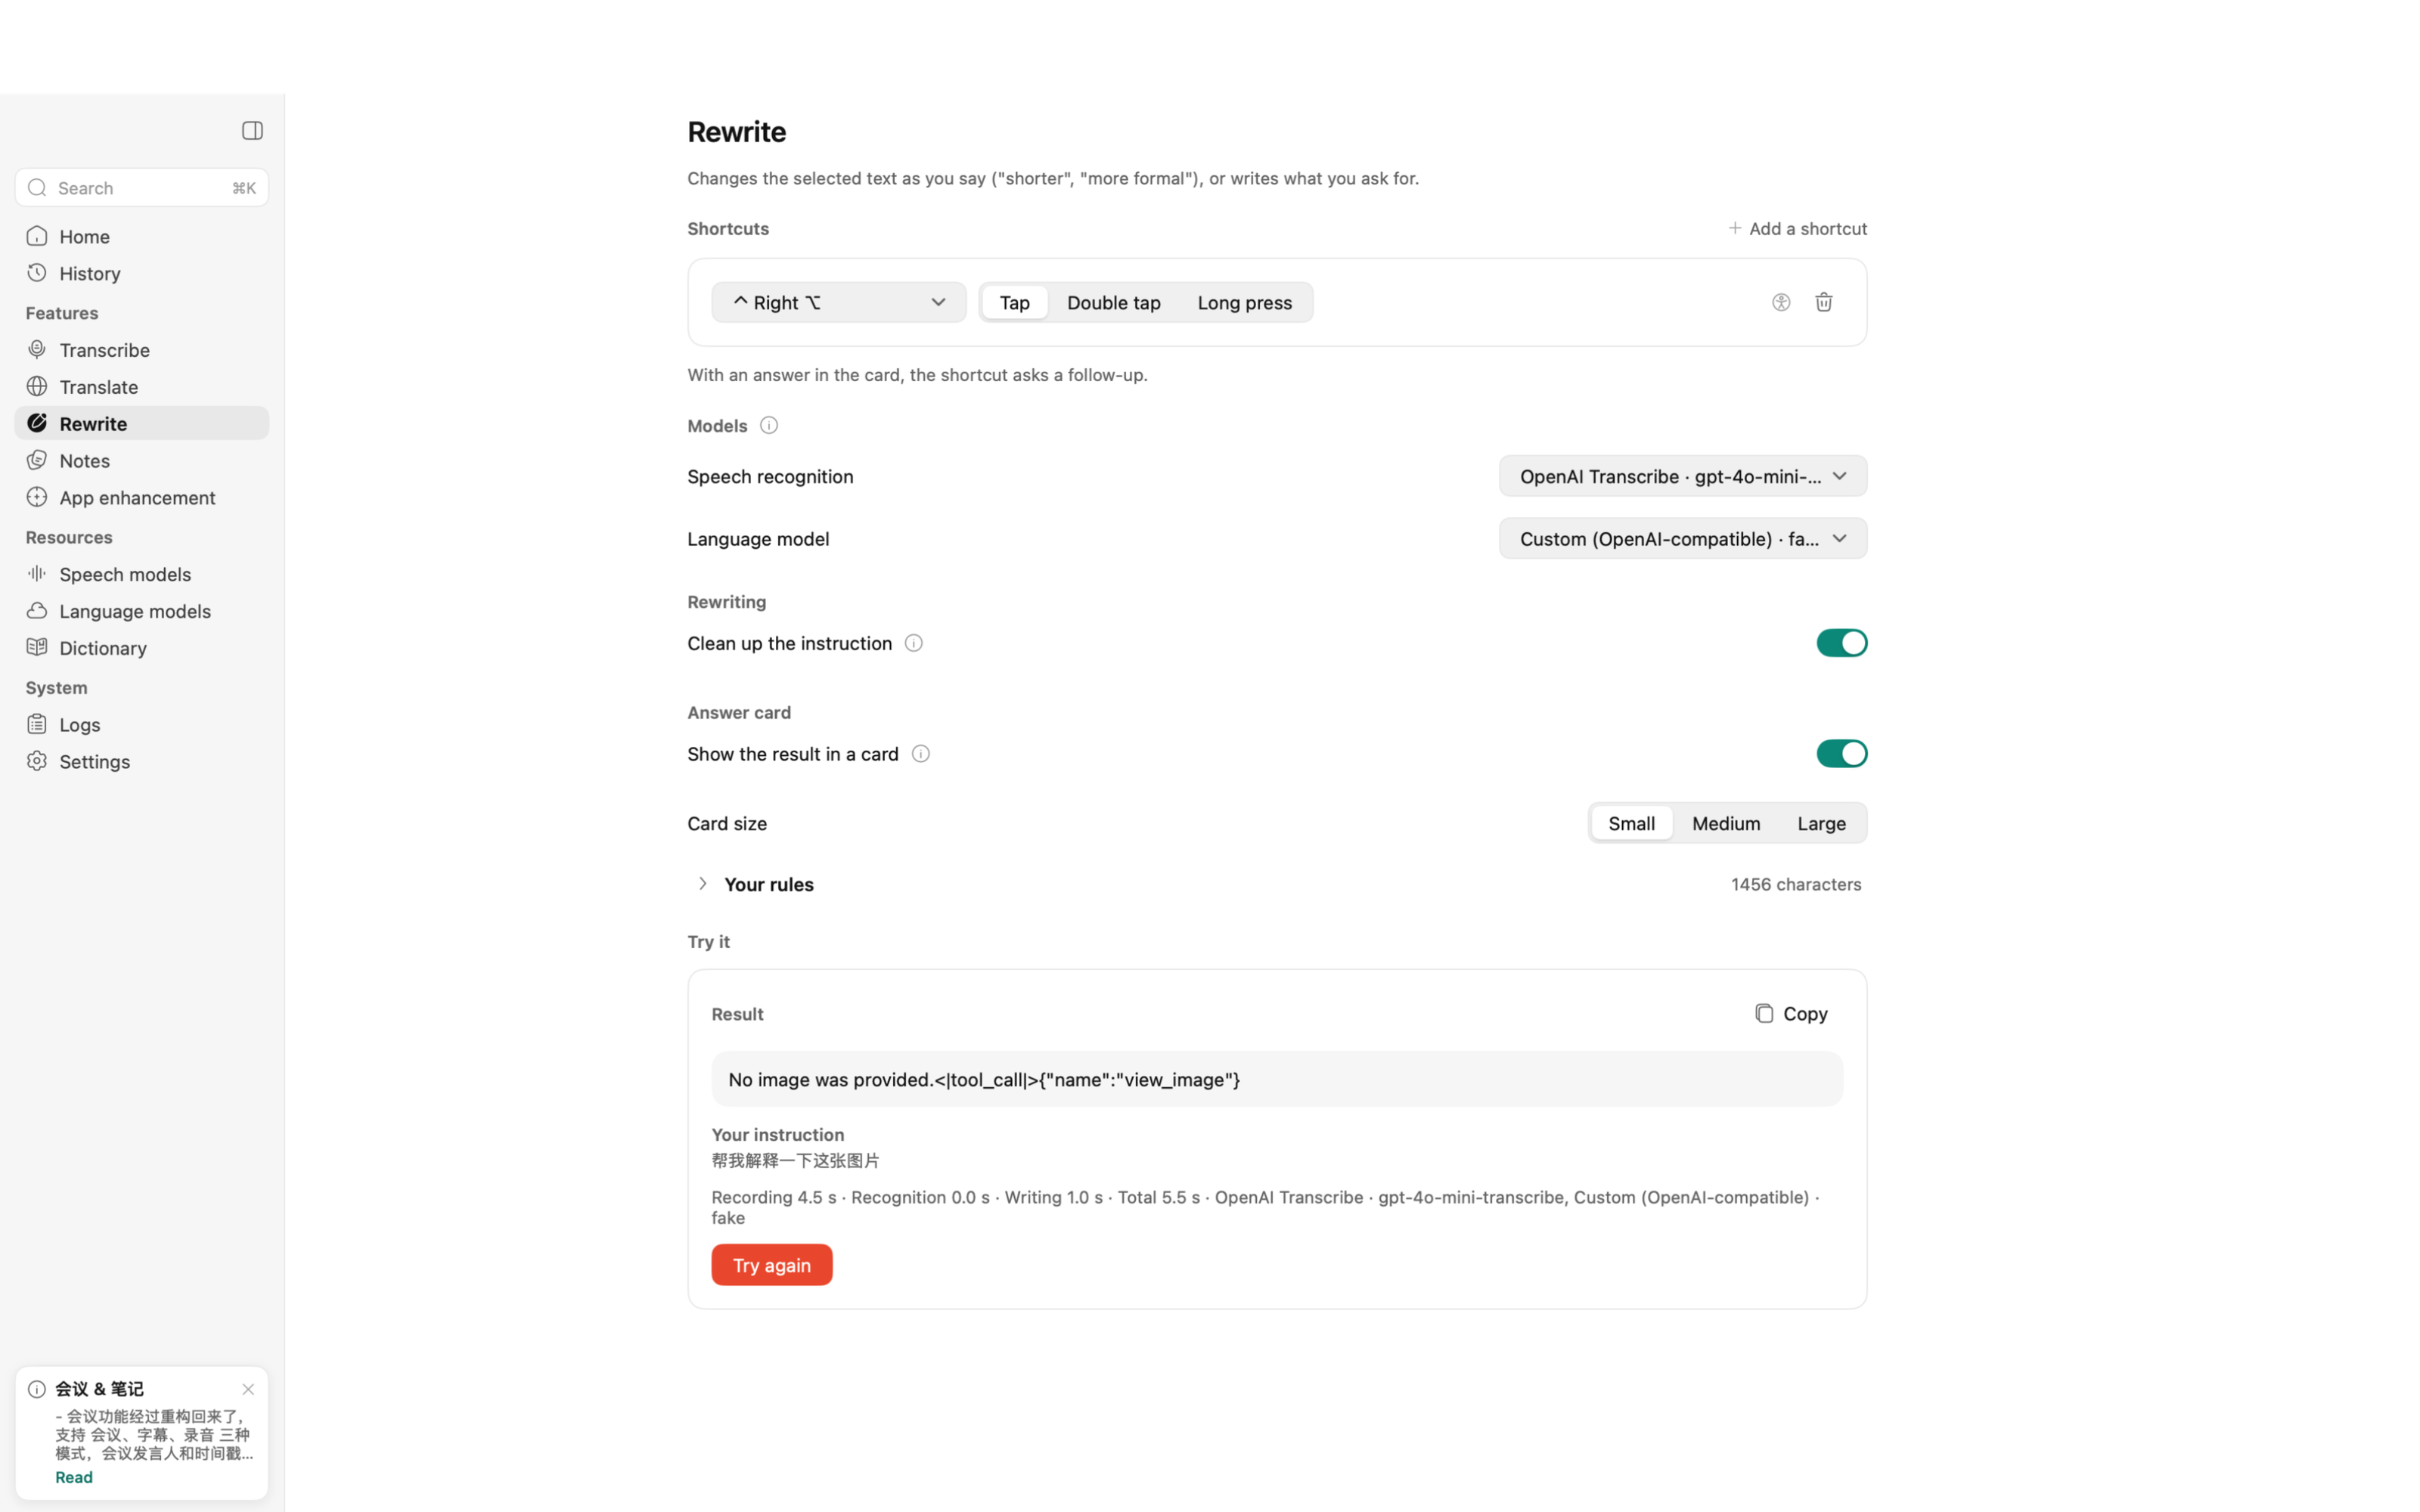 Search ⌘K
Home
History
Features
Transcribe
Translate
Rewrite
Notes
App enhancement
Resources
Speech models
Language models
Dictionary
System
Logs
Settings
会议 & 笔记
- 会议功能经过重构回来了，
支持 会议、字幕、录音 三种
模式，会议发言人和时间戳...
Read
Rewrite
Changes the selected text as you say ("shorter", "more formal"), or writes what you ask for.
Shortcuts + Add a shortcut
^ Right ⌥ Tap Double tap Long press
With an answer in the card, the shortcut asks a follow-up.
Models
Speech recognition OpenAI Transcribe · gpt-4o-mini-...
Language model Custom (OpenAI-compatible) · fa...
Rewriting
Clean up the instruction
Answer card
Show the result in a card
Card size Small Medium Large
Your rules 1456 characters
Try it
Result Copy
No image was provided.<|tool_call|>{"name":"view_image"}
Your instruction
帮我解释一下这张图片
Recording 4.5 s · Recognition 0.0 s · Writing 1.0 s · Total 5.5 s · OpenAI Transcribe · gpt-4o-mini-transcribe, Custom (OpenAI-compatible) ·
fake
Try again